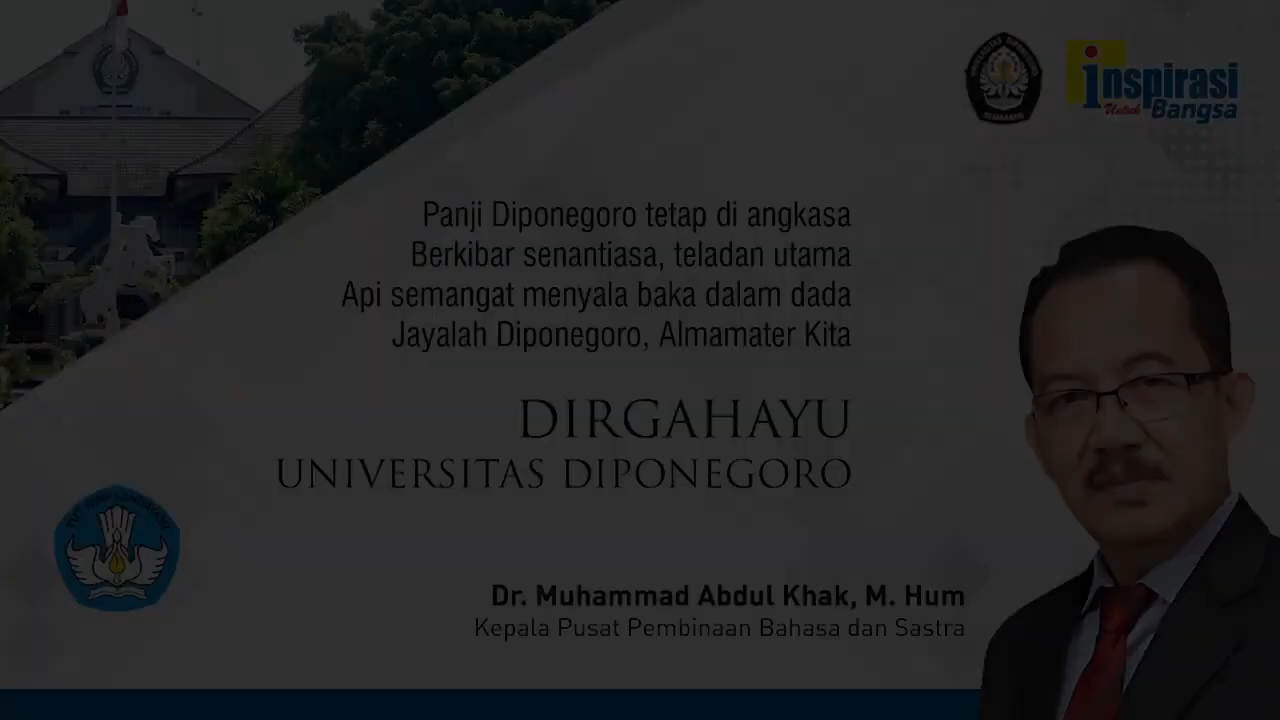 inspirasi
Untuk Bangsa
Panji Diponegoro tetap di angkasa
Berkibar senantiasa, teladan utama
Api semangat menyala baka dalam dada
Jayalah Diponegoro, Almamater Kita
DIRGAHAYU
UNIVERSITAS DIPONEGORO
Dr. Muhammad Abdul Khak, M. Hum
Kepala Pusat Pembinaan Bahasa dan Sastra